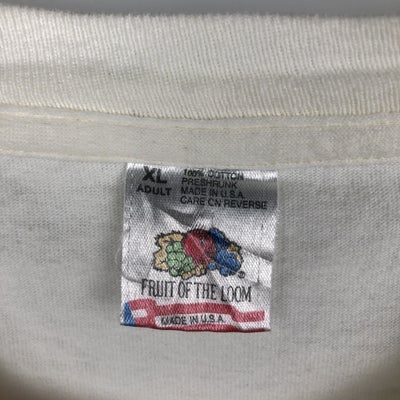 XL
ADULT
100% COTTON
PRESHRUNK
MADE IN U.S.A.
CARE ON REVERSE
FRUIT OF THE LOOM
MADE IN U.S.A.